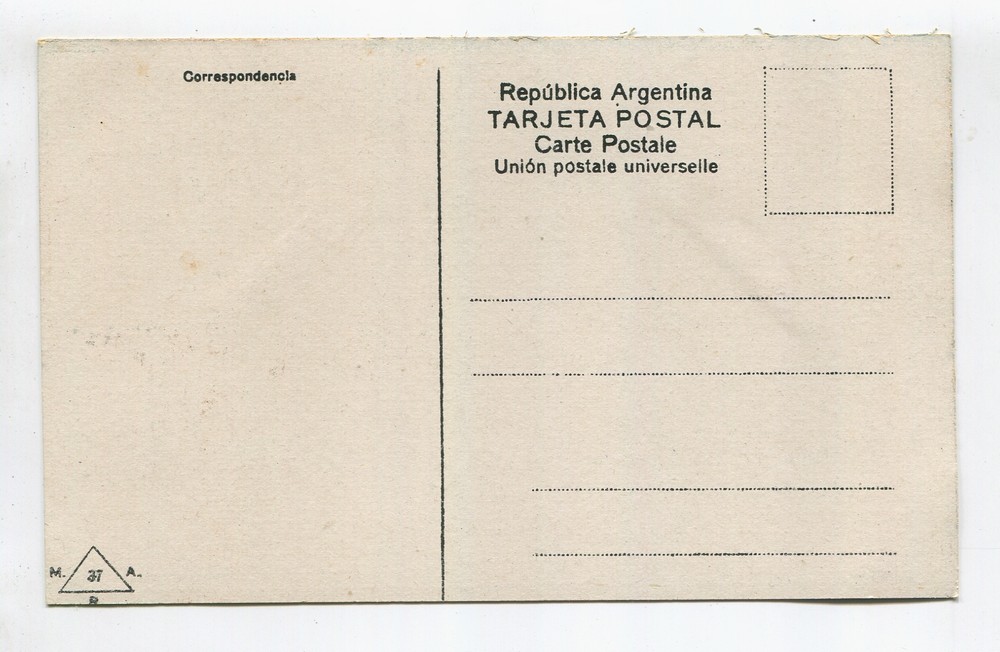 Correspondencia
República Argentina
TARJETA POSTAL
Carte Postale
Unión postale universelle
M. 37 A.
R